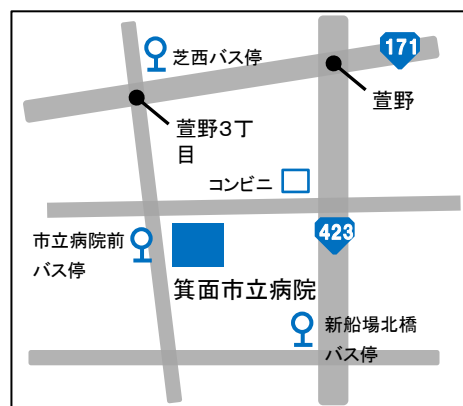 芝西バス停
171
萱野
萱野3丁
目
コンビニ
市立病院前
バス停
423
箕面市立病院
新船場北橋
バス停